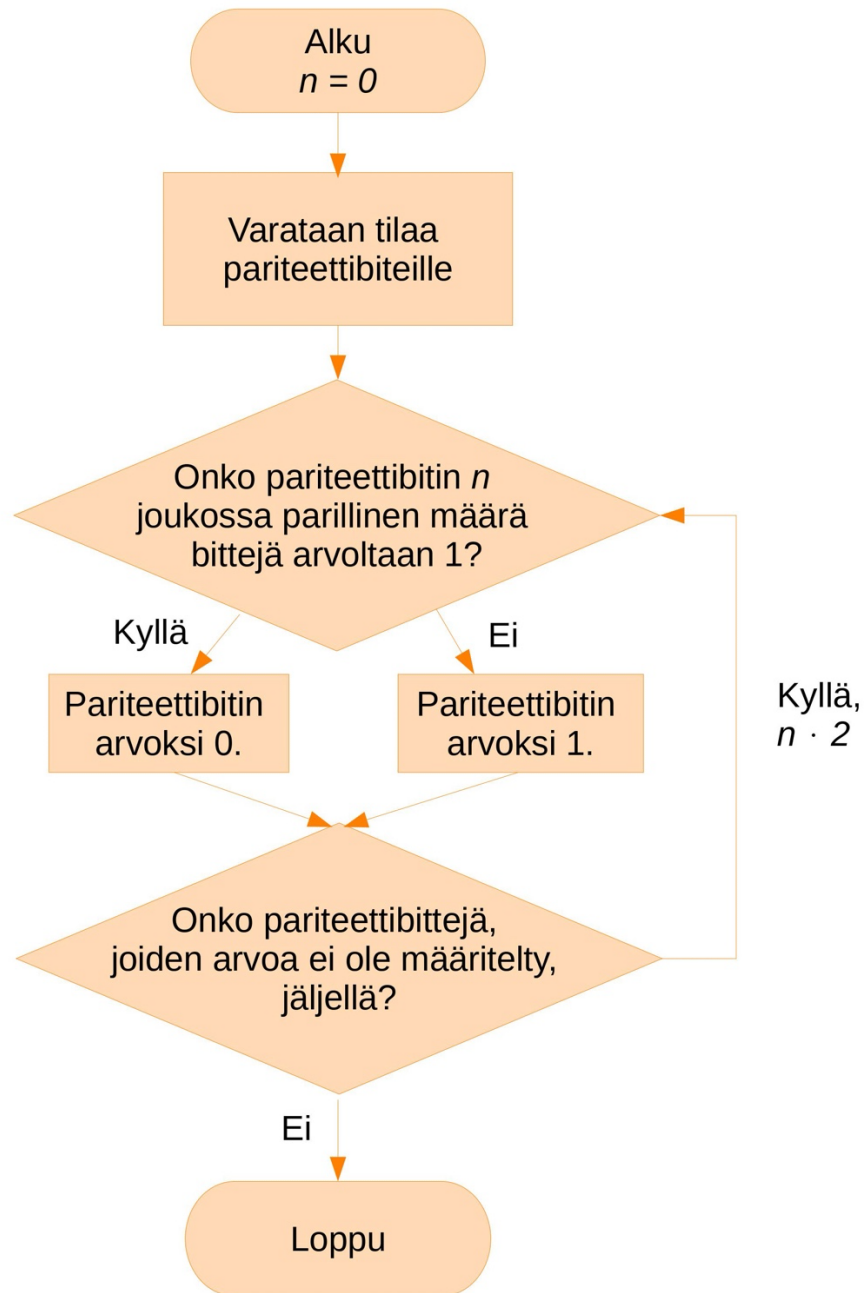 Alku
n = 0
Varataan tilaa
pariteettibiteille
Onko pariteettibitin n
joukossa parillinen määrä
bittejä arvoltaan 1?
Kyllä
Ei
Pariteettibitin
arvoksi 0.
Pariteettibitin
arvoksi 1.
Kyllä,
n · 2
Onko pariteettibittejä,
joiden arvoa ei ole määritelty,
jäljellä?
Ei
Loppu